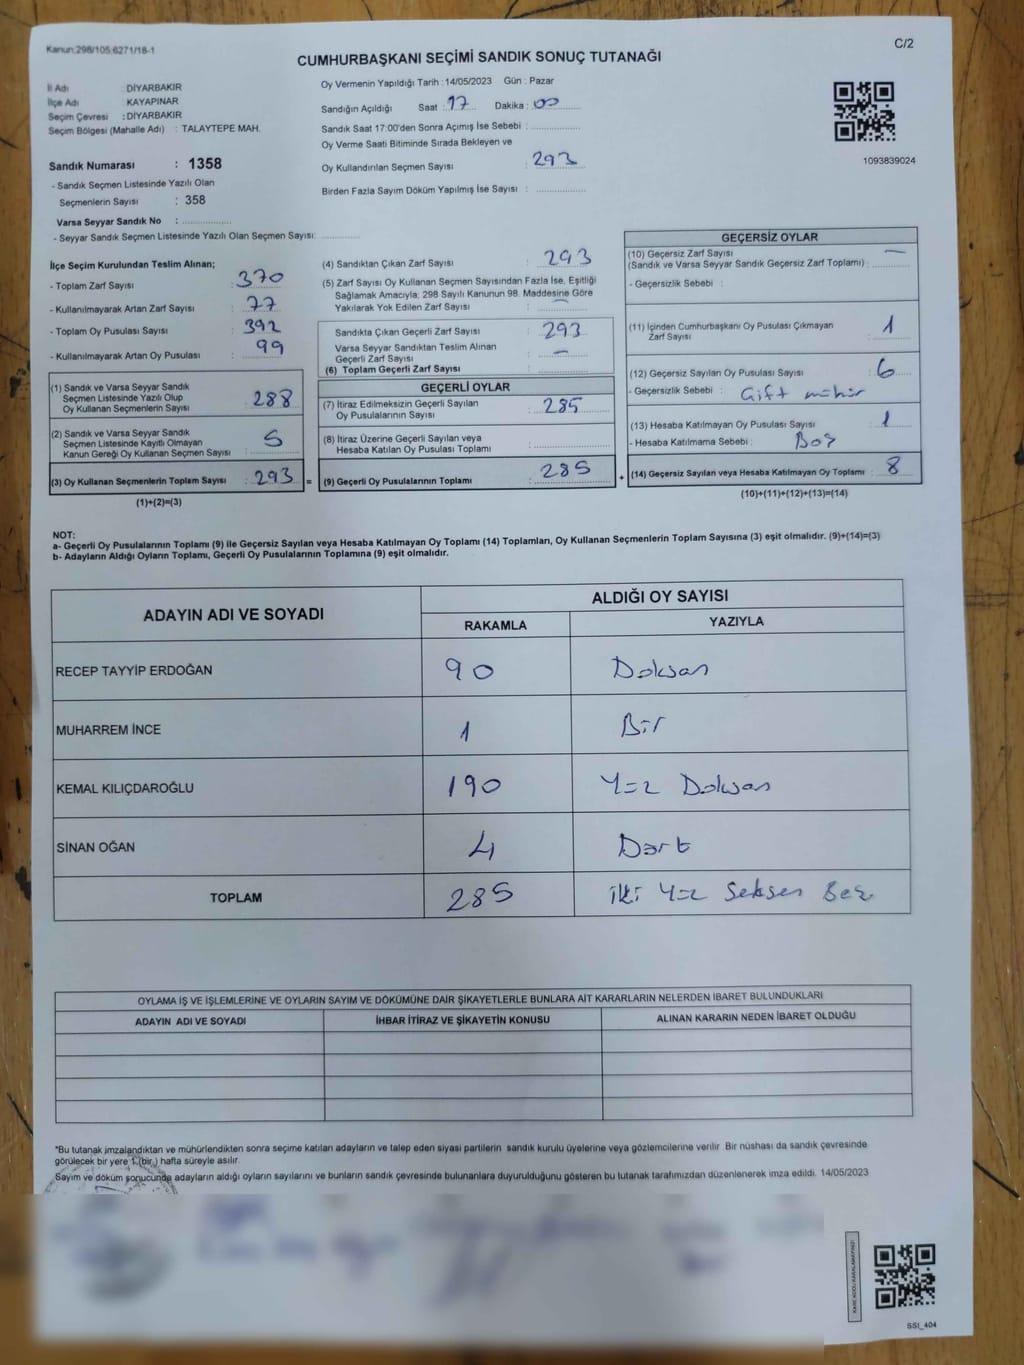 Kanun:298/105;6271/18-1
C/2
CUMHURBAŞKANI SEÇİMİ SANDIK SONUÇ TUTANAĞI
İl Adı : DİYARBAKIR
İlçe Adı : KAYAPINAR
Seçim Çevresi : DİYARBAKIR
Seçim Bölgesi (Mahalle Adı) : TALAYTEPE MAH.
Sandık Numarası : 1358
- Sandık Seçmen Listesinde Yazılı Olan
Seçmenlerin Sayısı : 358
Varsa Seyyar Sandık No :
- Seyyar Sandık Seçmen Listesinde Yazılı Olan Seçmen Sayısı:
Oy Vermenin Yapıldığı Tarih : 14/05/2023 Gün : Pazar
Sandığın Açıldığı Saat : 17 Dakika : 00
Sandık Saat 17:00'den Sonra Açımış İse Sebebi :
Oy Verme Saati Bitiminde Sırada Bekleyen ve
Oy Kullandırılan Seçmen Sayısı : 293
Birden Fazla Sayım Döküm Yapılmış İse Sayısı :
1093839024
İlçe Seçim Kurulundan Teslim Alınan;
- Toplam Zarf Sayısı : 370
- Kullanılmayarak Artan Zarf Sayısı : 77
- Toplam Oy Pusulası Sayısı : 392
- Kullanılmayarak Artan Oy Pusulası : 99
(1) Sandık ve Varsa Seyyar Sandık
Seçmen Listesinde Yazılı Olup
Oy Kullanan Seçmenlerin Sayısı : 288
(2) Sandık ve Varsa Seyyar Sandık
Seçmen Listesinde Kayıtlı Olmayan
Kanun Gereği Oy Kullanan Seçmen Sayısı : 5
(3) Oy Kullanan Seçmenlerin Toplam Sayısı : 293 =
(1)+(2)=(3)
(4) Sandıktan Çıkan Zarf Sayısı : 293
(5) Zarf Sayısı Oy Kullanan Seçmen Sayısından Fazla İse, Eşitliği
Sağlamak Amacıyla; 298 Sayılı Kanunun 98. Maddesine Göre
Yakılarak Yok Edilen Zarf Sayısı : —
Sandıkta Çıkan Geçerli Zarf Sayısı : 293
Varsa Seyyar Sandıktan Teslim Alınan
Geçerli Zarf Sayısı : —
(6) Toplam Geçerli Zarf Sayısı :
GEÇERLİ OYLAR
(7) İtiraz Edilmeksizin Geçerli Sayılan
Oy Pusulalarının Sayısı : 285
(8) İtiraz Üzerine Geçerli Sayılan veya
Hesaba Katılan Oy Pusulası Toplamı :
(9) Geçerli Oy Pusulalarının Toplamı : 285 +
GEÇERSİZ OYLAR
(10) Geçersiz Zarf Sayısı —
(Sandık ve Varsa Seyyar Sandık Geçersiz Zarf Toplamı) :
- Geçersizlik Sebebi :
(11) İçinden Cumhurbaşkanı Oy Pusulası Çıkmayan
Zarf Sayısı : 1
(12) Geçersiz Sayılan Oy Pusulası Sayısı : 6
- Geçersizlik Sebebi : Çift mühür
(13) Hesaba Katılmayan Oy Pusulası Sayısı : 1
- Hesaba Katılmama Sebebi : Boş
(14) Geçersiz Sayılan veya Hesaba Katılmayan Oy Toplamı : 8
(10)+(11)+(12)+(13)=(14)
NOT:
a- Geçerli Oy Pusulalarının Toplamı (9) ile Geçersiz Sayılan veya Hesaba Katılmayan Oy Toplamı (14) Toplamları, Oy Kullanan Seçmenlerin Toplam Sayısına (3) eşit olmalıdır. (9)+(14)=(3)
b- Adayların Aldığı Oyların Toplamı, Geçerli Oy Pusulalarının Toplamına (9) eşit olmalıdır.
ADAYIN ADI VE SOYADI
ALDIĞI OY SAYISI
RAKAMLA YAZIYLA
RECEP TAYYİP ERDOĞAN 90 Doksan
MUHARREM İNCE 1 Bir
KEMAL KILIÇDAROĞLU 190 Yüz Doksan
SİNAN OĞAN 4 Dört
TOPLAM 285 iki Yüz Seksen Beş
OYLAMA İŞ VE İŞLEMLERİNE VE OYLARIN SAYIM VE DÖKÜMÜNE DAİR ŞİKAYETLERLE BUNLARA AİT KARARLARIN NELERDEN İBARET BULUNDUKLARI
ADAYIN ADI VE SOYADI İHBAR İTİRAZ VE ŞİKAYETİN KONUSU ALINAN KARARIN NEDEN İBARET OLDUĞU
*Bu tutanak imzalandıktan ve mühürlendikten sonra seçime katılan adayların ve talep eden siyasi partilerin sandık kurulu üyelerine veya gözlemcilerine verilir. Bir nüshası da sandık çevresinde
görülecek bir yere 1 (bir) hafta süreyle asılır.
Sayım ve döküm sonucunda adayların aldığı oyların sayılarını ve bunların sandık çevresinde bulunanlara duyurulduğunu gösteren bu tutanak tarafımızdan düzenlenerek imza edildi. 14/05/2023
SSI_404